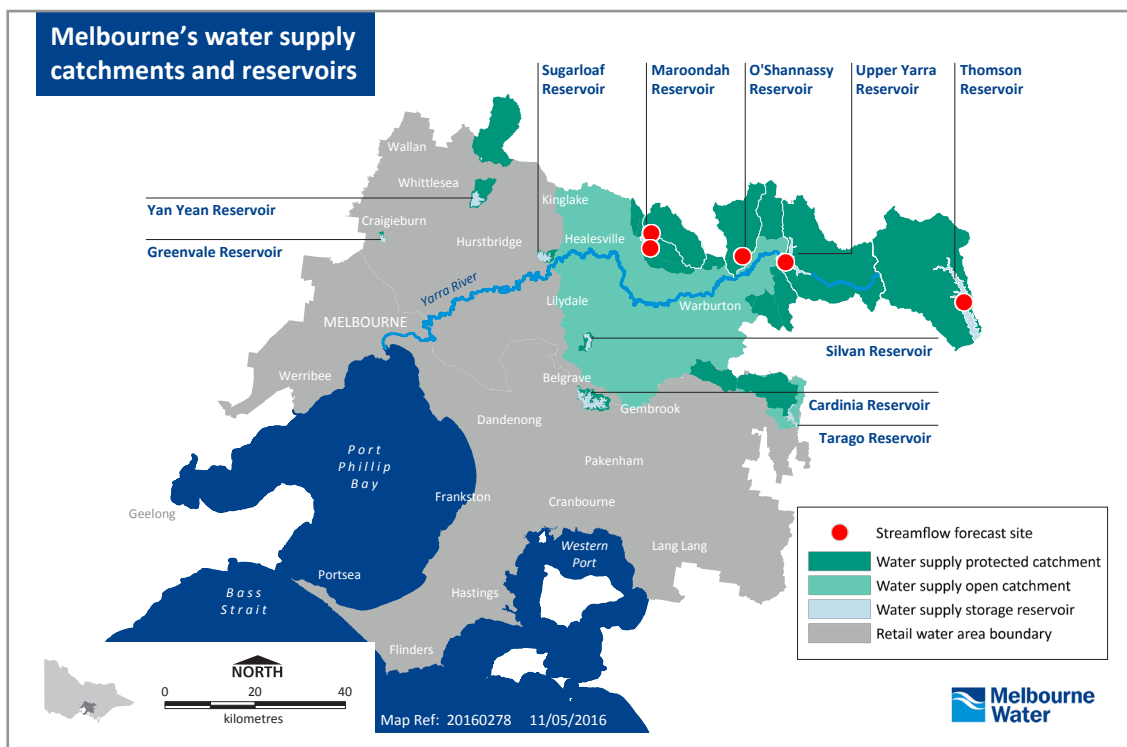 Melbourne's water supply
catchments and reservoirs
Sugarloaf
Reservoir
Maroondah
Reservoir
O'Shannassy
Reservoir
Upper Yarra
Reservoir
Thomson
Reservoir
Wallan
Whittlesea
Yan Yean Reservoir
Kinglake
Craigieburn
Greenvale Reservoir
Hurstbridge
Healesville
Yarra River
Lilydale
Warburton
MELBOURNE
Silvan Reservoir
Werribee
Belgrave
Cardinia Reservoir
Gembrook
Dandenong
Tarago Reservoir
Port
Phillip
Bay
Pakenham
Frankston
Cranbourne
Geelong
Western
Port
Lang Lang
Portsea
Hastings
Bass
Strait
Flinders
Streamflow forecast site
Water supply protected catchment
Water supply open catchment
Water supply storage reservoir
Retail water area boundary
NORTH
0 20 40
kilometres
Map Ref: 20160278 11/05/2016
Melbourne
Water